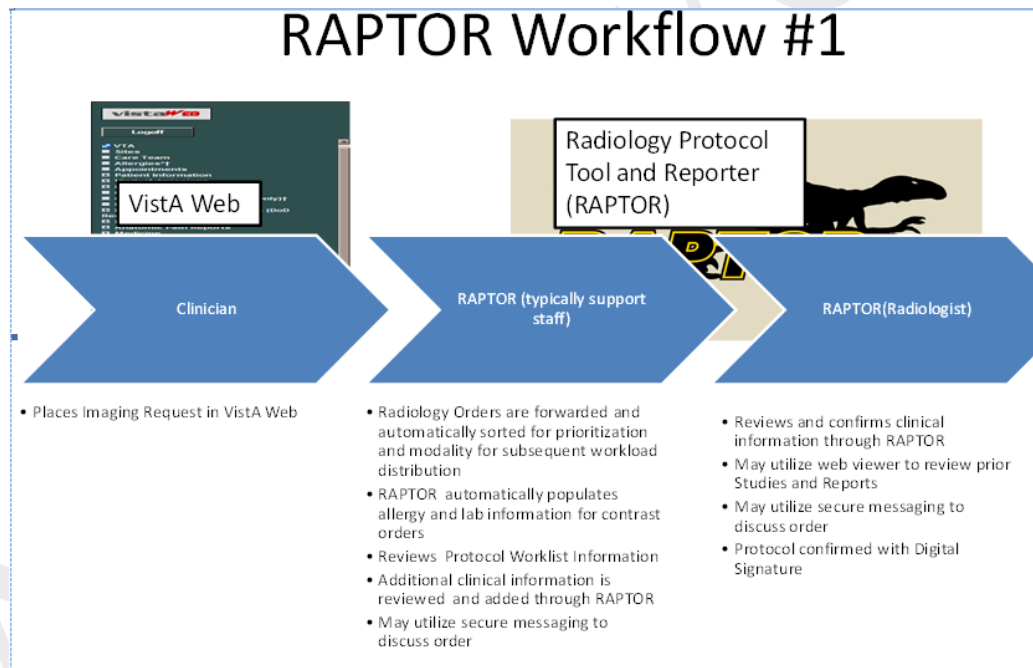 RAPTOR Workflow #1
vistaWEB
Logoff
VTA
Sites
Care Team
Allergies*†
Appointments
Patient Information
VistA Web
Radiology Protocol
Tool and Reporter
(RAPTOR)
Clinician
RAPTOR (typically support
staff)
RAPTOR(Radiologist)
• Places Imaging Request in VistA Web
• Radiology Orders are forwarded and
automatically sorted for prioritization
and modality for subsequent workload
distribution
• RAPTOR automatically populates
allergy and lab information for contrast
orders
• Reviews Protocol Worklist Information
• Additional clinical information is
reviewed and added through RAPTOR
• May utilize secure messaging to
discuss order
• Reviews and confirms clinical
information through RAPTOR
• May utilize web viewer to review prior
Studies and Reports
• May utilize secure messaging to
discuss order
• Protocol confirmed with Digital
Signature